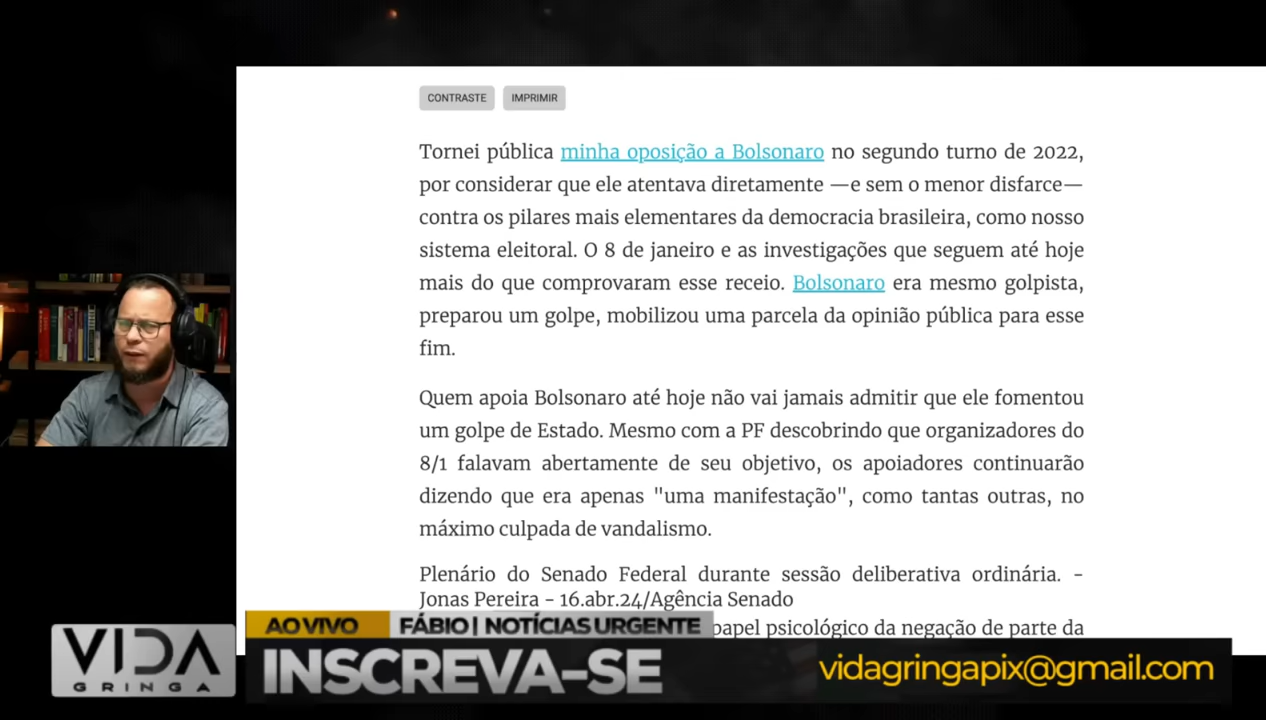 CONTRASTE IMPRIMIR
Tornei pública minha oposição a Bolsonaro no segundo turno de 2022,
por considerar que ele atentava diretamente —e sem o menor disfarce—
contra os pilares mais elementares da democracia brasileira, como nosso
sistema eleitoral. O 8 de janeiro e as investigações que seguem até hoje
mais do que comprovaram esse receio. Bolsonaro era mesmo golpista,
preparou um golpe, mobilizou uma parcela da opinião pública para esse
fim.
Quem apoia Bolsonaro até hoje não vai jamais admitir que ele fomentou
um golpe de Estado. Mesmo com a PF descobrindo que organizadores do
8/1 falavam abertamente de seu objetivo, os apoiadores continuarão
dizendo que era apenas "uma manifestação", como tantas outras, no
máximo culpada de vandalismo.
Plenário do Senado Federal durante sessão deliberativa ordinária. -
Jonas Pereira - 16.abr.24/Agência Senado
papel psicológico da negação de parte da
AO VIVO FÁBIO | NOTÍCIAS URGENTE
VIDA
GRINGA
INSCREVA-SE
vidagringapix@gmail.com